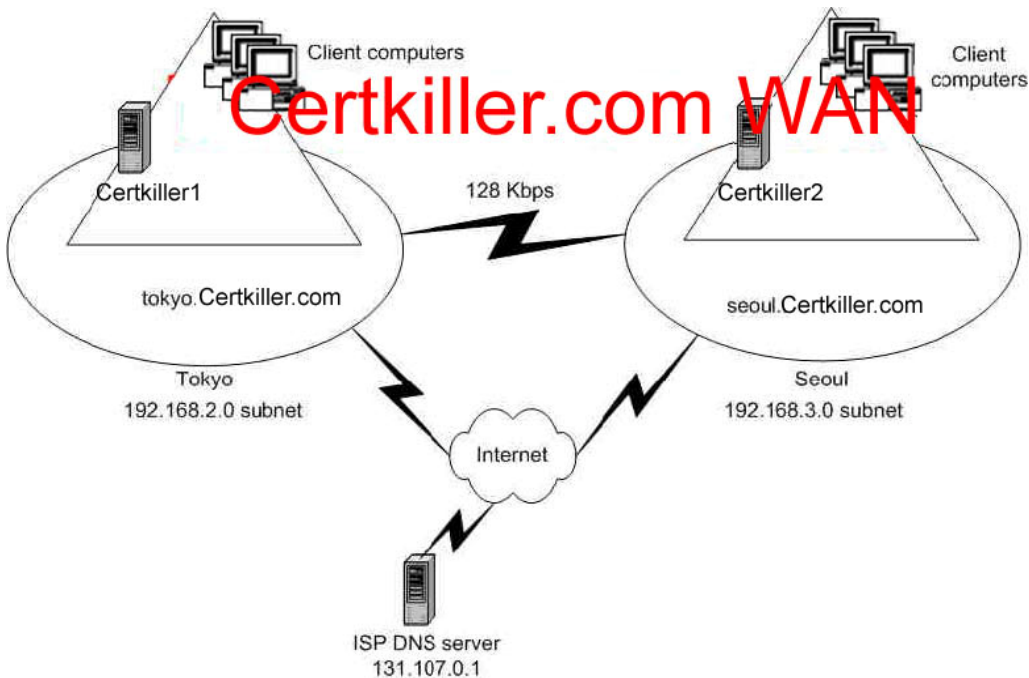 Client computers
Client
computers
Certkiller.com WAN
Certkiller1
Certkiller2
128 Kbps
tokyo.Certkiller.com
seoul.Certkiller.com
Tokyo
192.168.2.0 subnet
Seoul
192.168.3.0 subnet
Internet
ISP DNS server
131.107.0.1